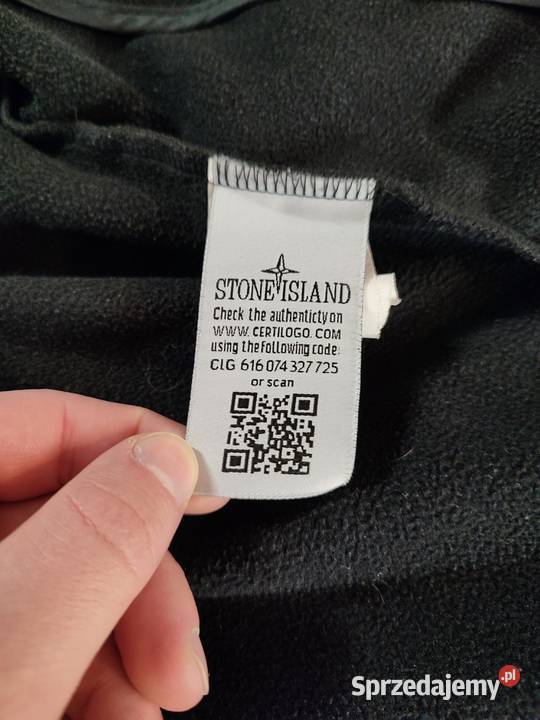 STONE ISLAND
Check the authenticty on
WWW. CERTILOGO. COM
using the following code:
CLG 616 074 327 725
or scan
Sprzedajemy.pl